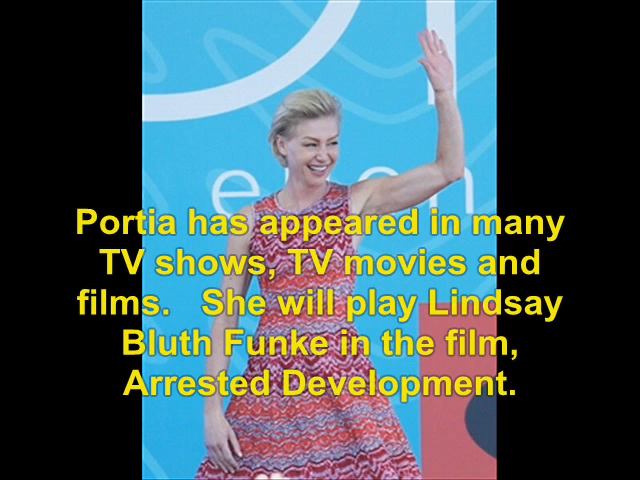 Portia has appeared in many
TV shows, TV movies and
films.   She will play Lindsay
Bluth Funke in the film,
Arrested Development.